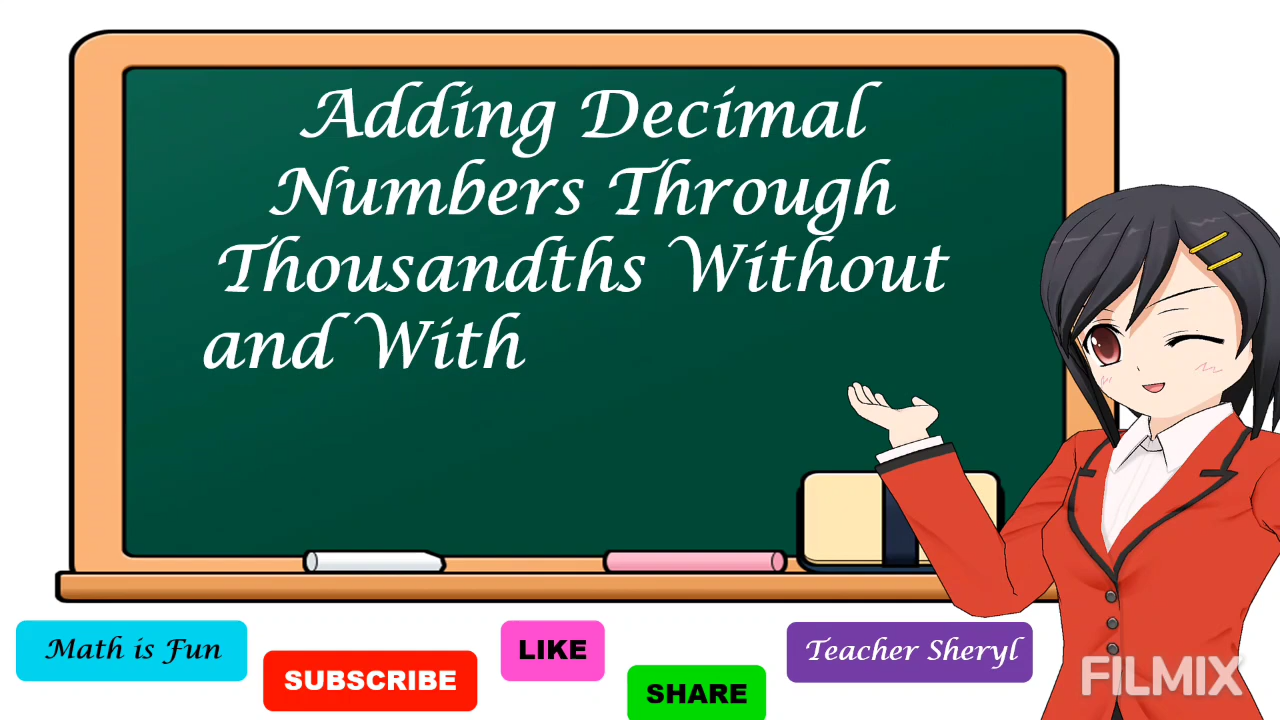 Adding Decimal
Numbers Through
Thousandths Without
and With
Math is Fun
SUBSCRIBE
LIKE
SHARE
Teacher Sheryl
FILMIX